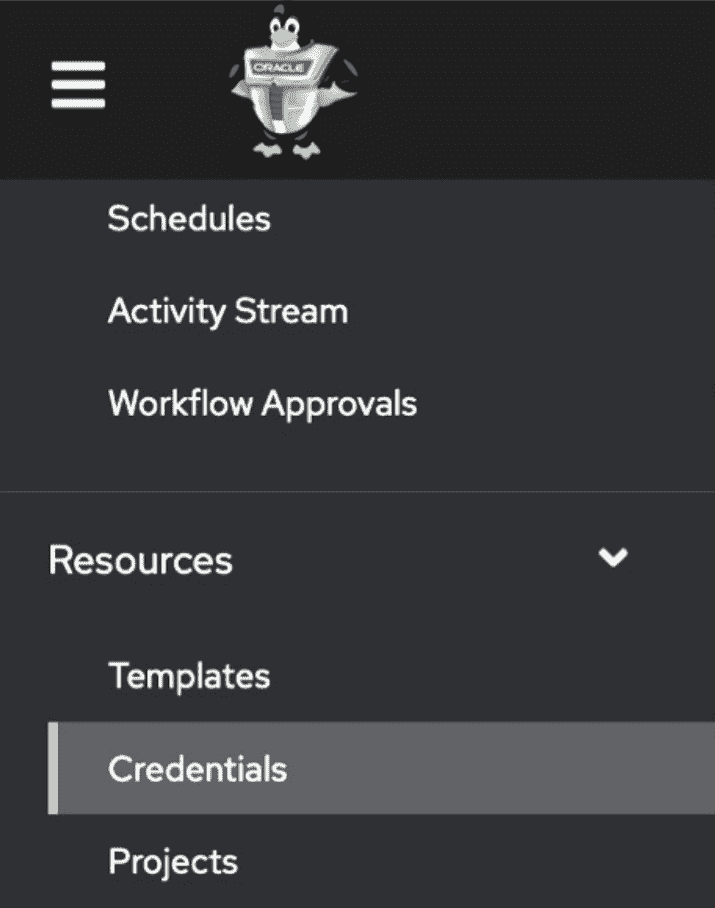 ORACLE
Schedules
Activity Stream
Workflow Approvals
Resources
Templates
Credentials
Projects